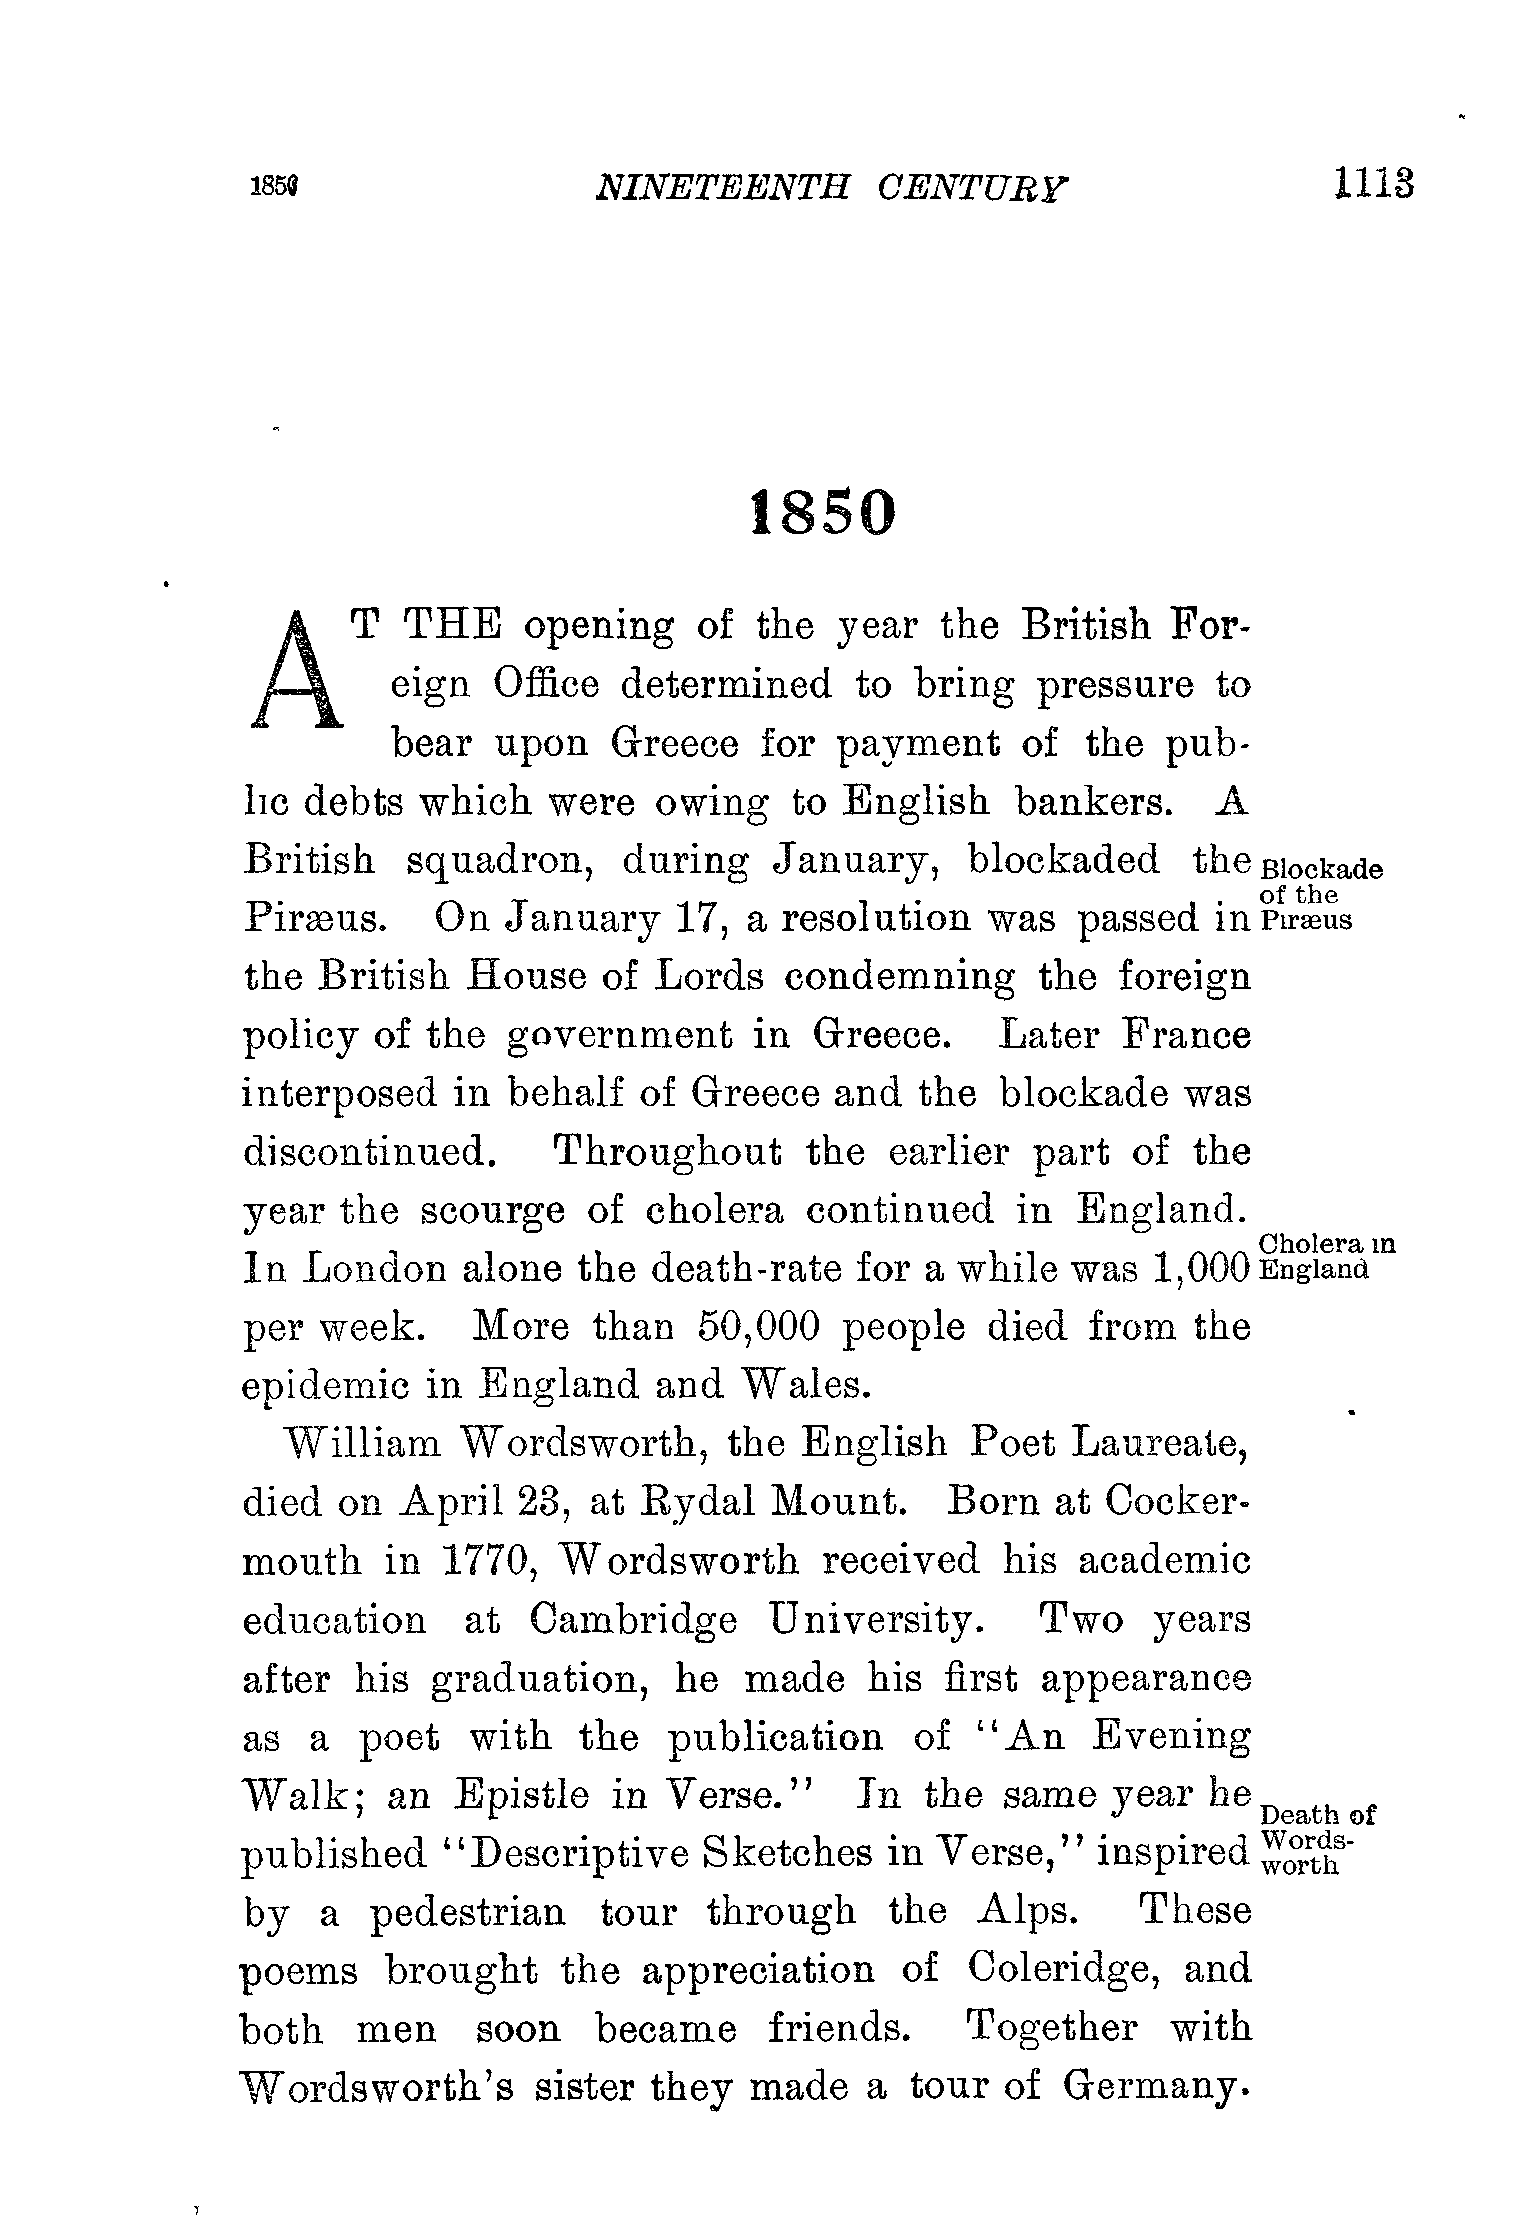 1850 NINETEENTH CENTURY 1113
1850
AT THE opening of the year the British For-
eign Office determined to bring pressure to
bear upon Greece for payment of the pub-
lic debts which were owing to English bankers. A
British squadron, during January, blockaded the
Blockade
of the
Piræus
Piræus. On January 17, a resolution was passed in
the British House of Lords condemning the foreign
policy of the government in Greece. Later France
interposed in behalf of Greece and the blockade was
discontinued. Throughout the earlier part of the
year the scourge of cholera continued in England.
Cholera in
England
In London alone the death-rate for a while was 1,000
per week. More than 50,000 people died from the
epidemic in England and Wales.
William Wordsworth, the English Poet Laureate,
died on April 23, at Rydal Mount. Born at Cocker-
mouth in 1770, Wordsworth received his academic
education at Cambridge University. Two years
after his graduation, he made his first appearance
as a poet with the publication of "An Evening
Walk; an Epistle in Verse." In the same year he
Death of
Words-
worth
published "Descriptive Sketches in Verse," inspired
by a pedestrian tour through the Alps. These
poems brought the appreciation of Coleridge, and
both men soon became friends. Together with
Wordsworth's sister they made a tour of Germany.